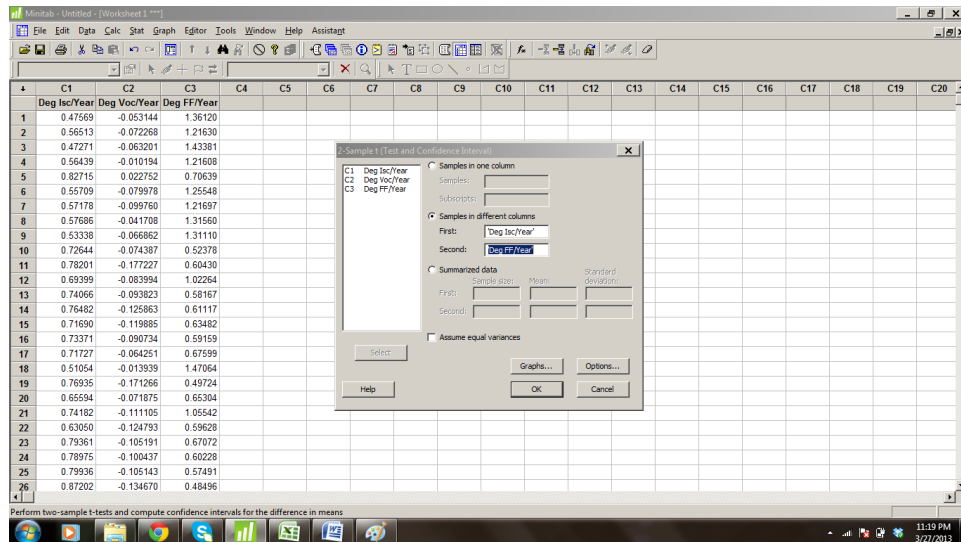 Minitab - Untitled - [Worksheet 1 ***]
File Edit Data Calc Stat Graph Editor Tools Window Help Assistant
C1 C2 C3 C4 C5 C6 C7 C8 C9 C10 C11 C12 C13 C14 C15 C16 C17 C18 C19 C20
Deg Isc/Year Deg Voc/Year Deg FF/Year
1 0.47569 -0.053144 1.36120
2 0.56513 -0.072268 1.21630
3 0.47271 -0.063201 1.43381
4 0.56439 -0.010194 1.21608
5 0.82715 0.022752 0.70639
6 0.55709 -0.079978 1.25548
7 0.57178 -0.099760 1.21697
8 0.57686 -0.041708 1.31560
9 0.53338 -0.066862 1.31110
10 0.72644 -0.074387 0.52378
11 0.78201 -0.177227 0.60430
12 0.69399 -0.083994 1.02264
13 0.74066 -0.093823 0.58167
14 0.76482 -0.125863 0.61117
15 0.71690 -0.119885 0.63482
16 0.73371 -0.090734 0.59159
17 0.71727 -0.064251 0.67599
18 0.51054 -0.013939 1.47064
19 0.76935 -0.171266 0.49724
20 0.65594 -0.071875 0.65304
21 0.74182 -0.111105 1.05542
22 0.63050 -0.124793 0.59628
23 0.79361 -0.105191 0.67072
24 0.78975 -0.100437 0.60228
25 0.79936 -0.105143 0.57491
26 0.87202 -0.134670 0.48496
2-Sample t (Test and Confidence Interval)
C1 Deg Isc/Year
C2 Deg Voc/Year
C3 Deg FF/Year
Samples in one column
Samples:
Subscripts:
Samples in different columns
First: 'Deg Isc/Year'
Second: 'Deg FF/Year'
Summarized data
Sample size: Mean: Standard deviation:
First:
Second:
Assume equal variances
Select
Graphs... Options...
Help OK Cancel
Perform two-sample t-tests and compute confidence intervals for the difference in means
11:19 PM
3/27/2013